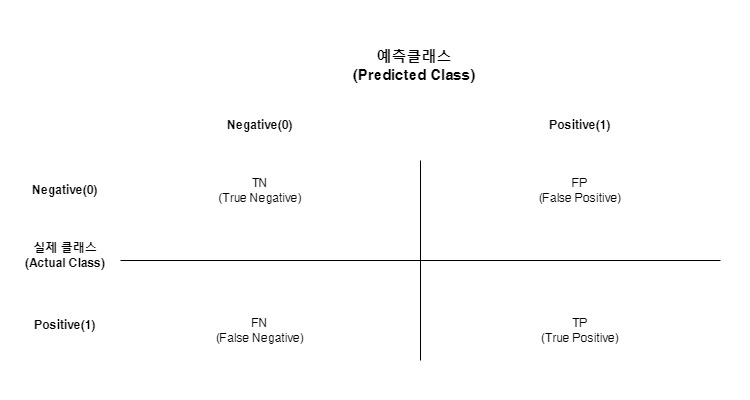 예측클래스
(Predicted Class)
Negative(0)
Positive(1)
Negative(0)
TN
(True Negative)
FP
(False Positive)
실제 클래스
(Actual Class)
Positive(1)
FN
(False Negative)
TP
(True Positive)